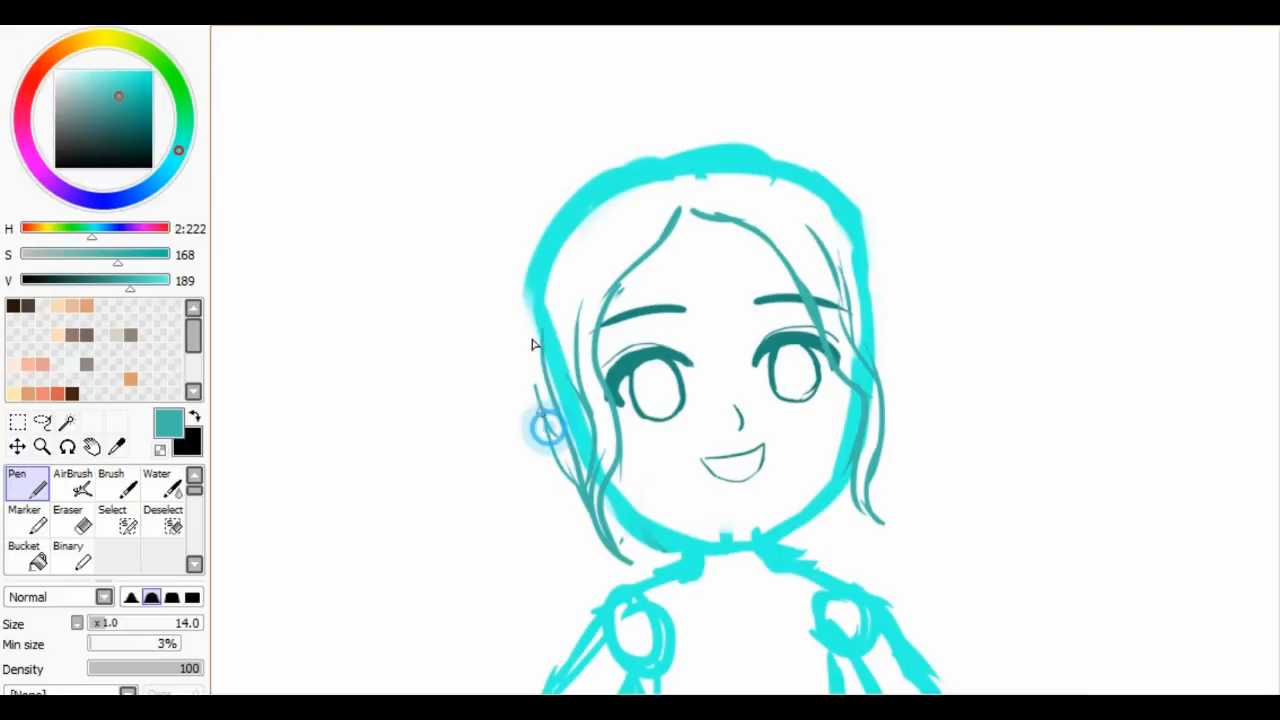 H 2:222
S 168
V 189
Pen AirBrush Brush Water
Marker Eraser Select Deselect
Bucket Binary
Normal
Size x1.0 14.0
Min size 3%
Density 100